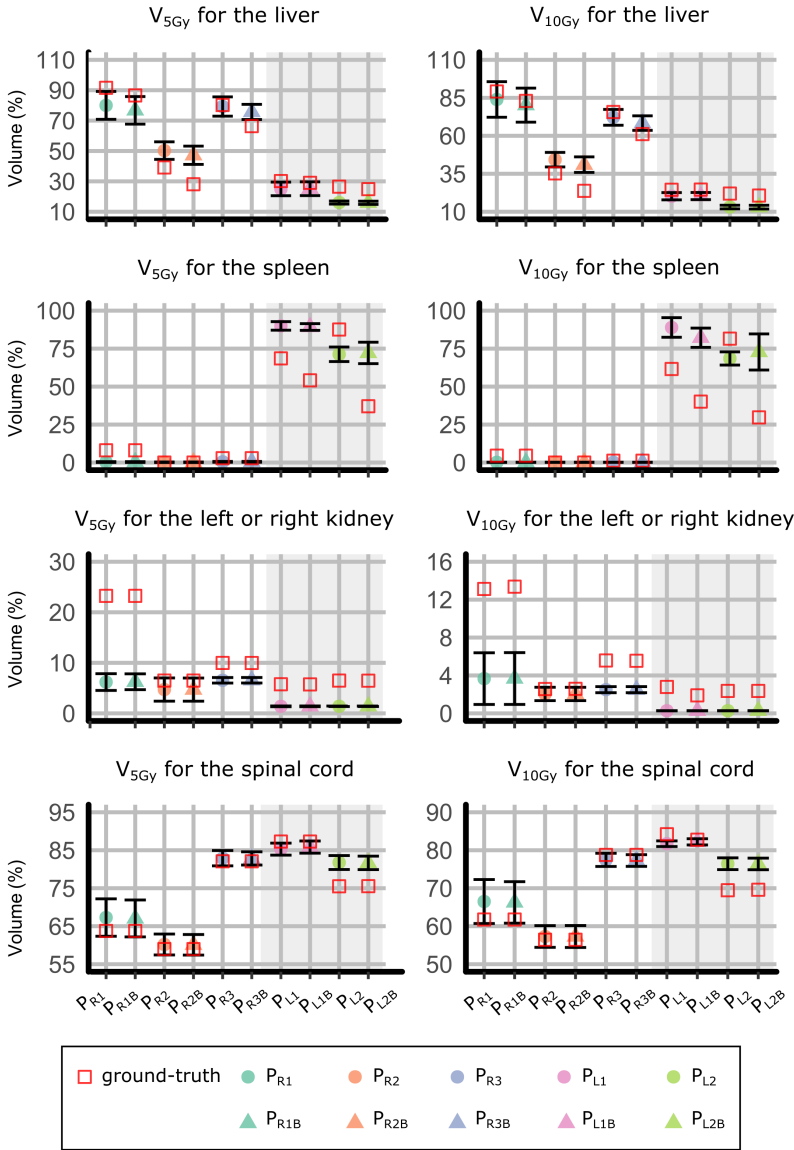 V5Gy for the liver
V10Gy for the liver
Volume (%)
110
90
70
50
30
10
110
85
60
35
10
V5Gy for the spleen
V10Gy for the spleen
Volume (%)
100
75
50
25
0
100
75
50
25
0
V5Gy for the left or right kidney
V10Gy for the left or right kidney
Volume (%)
30
20
10
0
16
12
8
4
0
V5Gy for the spinal cord
V10Gy for the spinal cord
Volume (%)
95
85
75
65
55
90
80
70
60
50
PR1 PR1B PR2 PR2B PR3 PR3B PL1 PL1B PL2 PL2B
PR1 PR1B PR2 PR2B PR3 PR3B PL1 PL1B PL2 PL2B
ground-truth PR1 PR2 PR3 PL1 PL2
PR1B PR2B PR3B PL1B PL2B